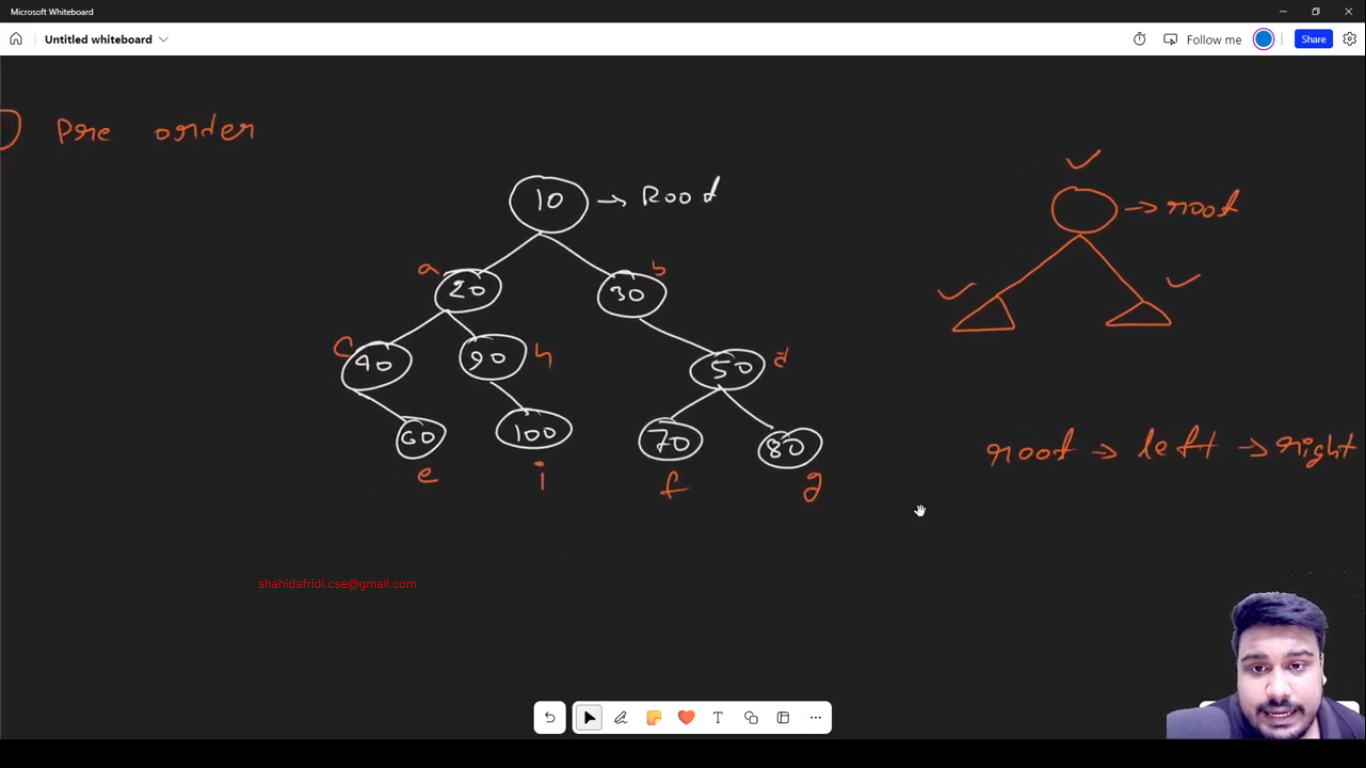 Microsoft Whiteboard
Untitled whiteboard
Follow me
Share
Pre order
10 → Root
root
a 20
30 b
c 40
90 h
50 d
60
100
70
80
e
i
f
g
root → left → right
shahidafridi.cse@gmail.com
T